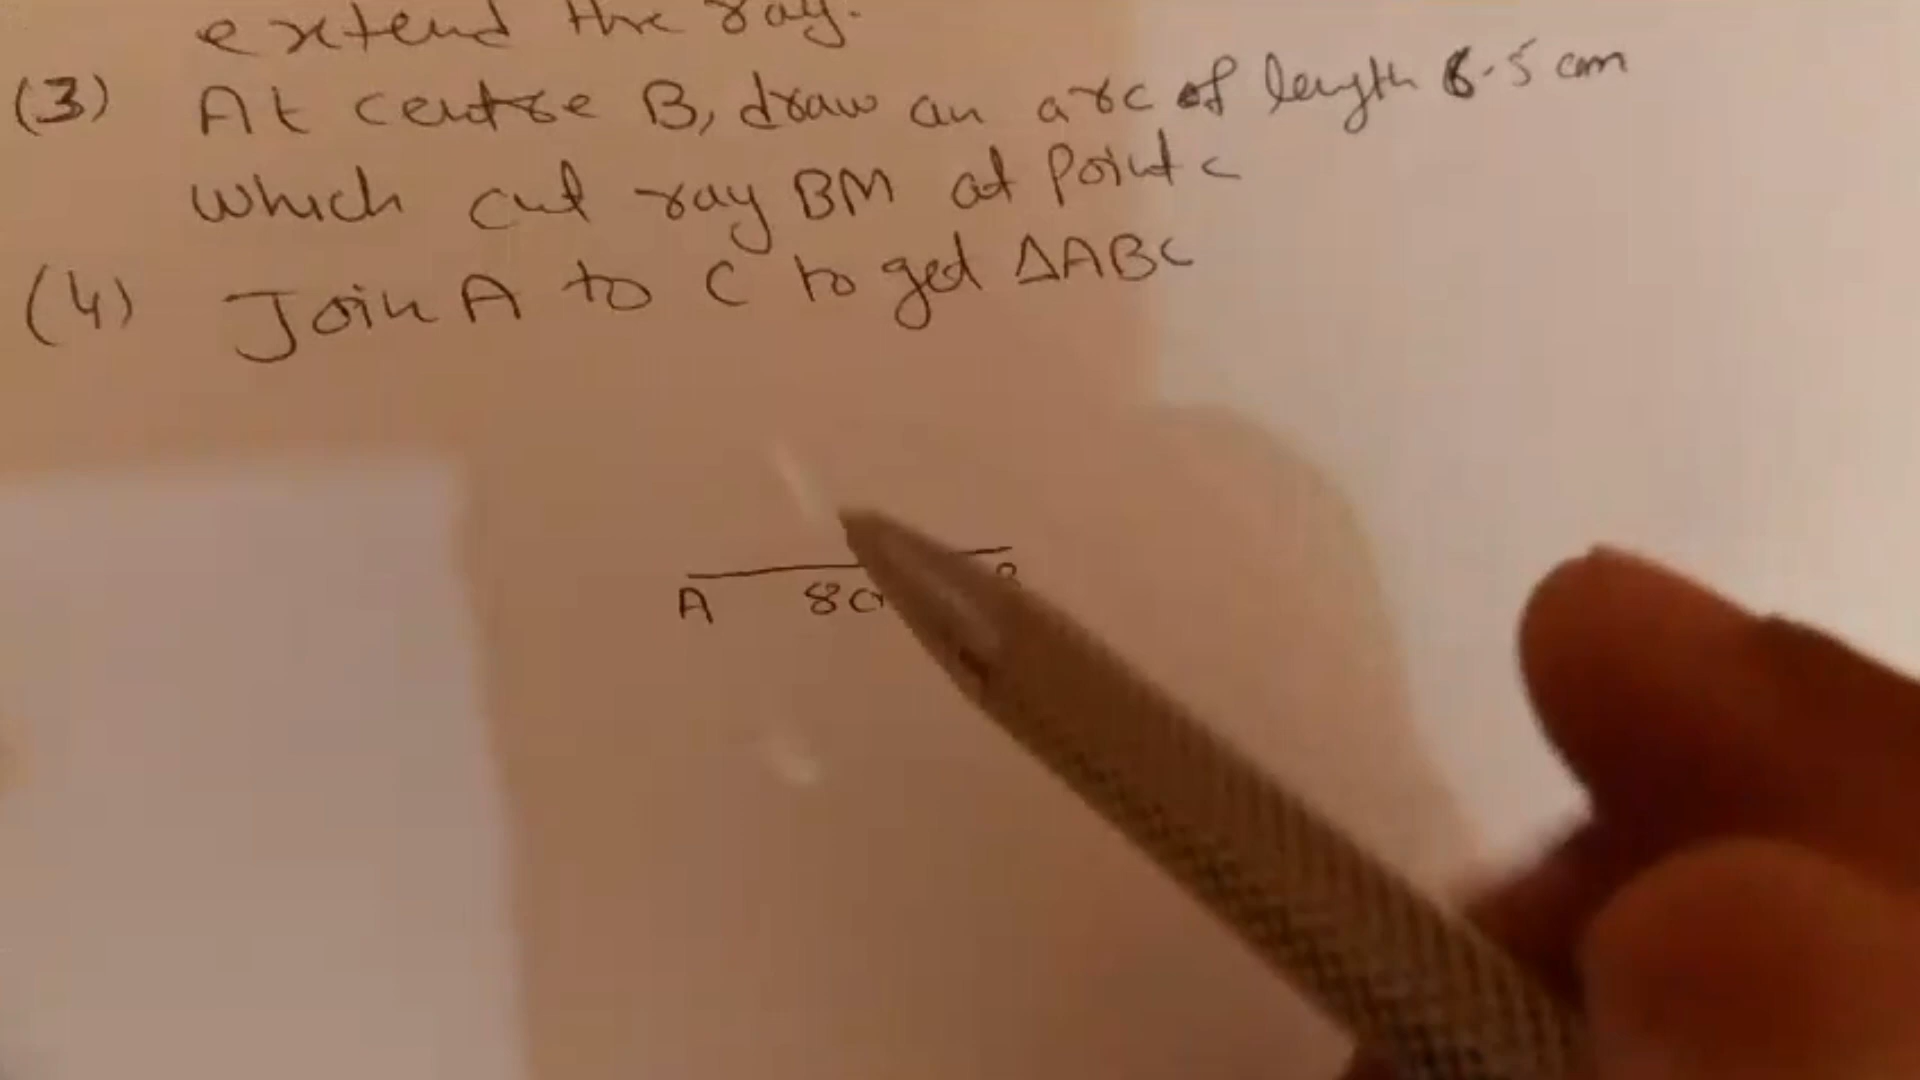 extend the ray.
(3) At centre B, draw an arc of length 6.5 cm
which cut ray BM at point C
(4) Join A to C to get ΔABC
A 8c